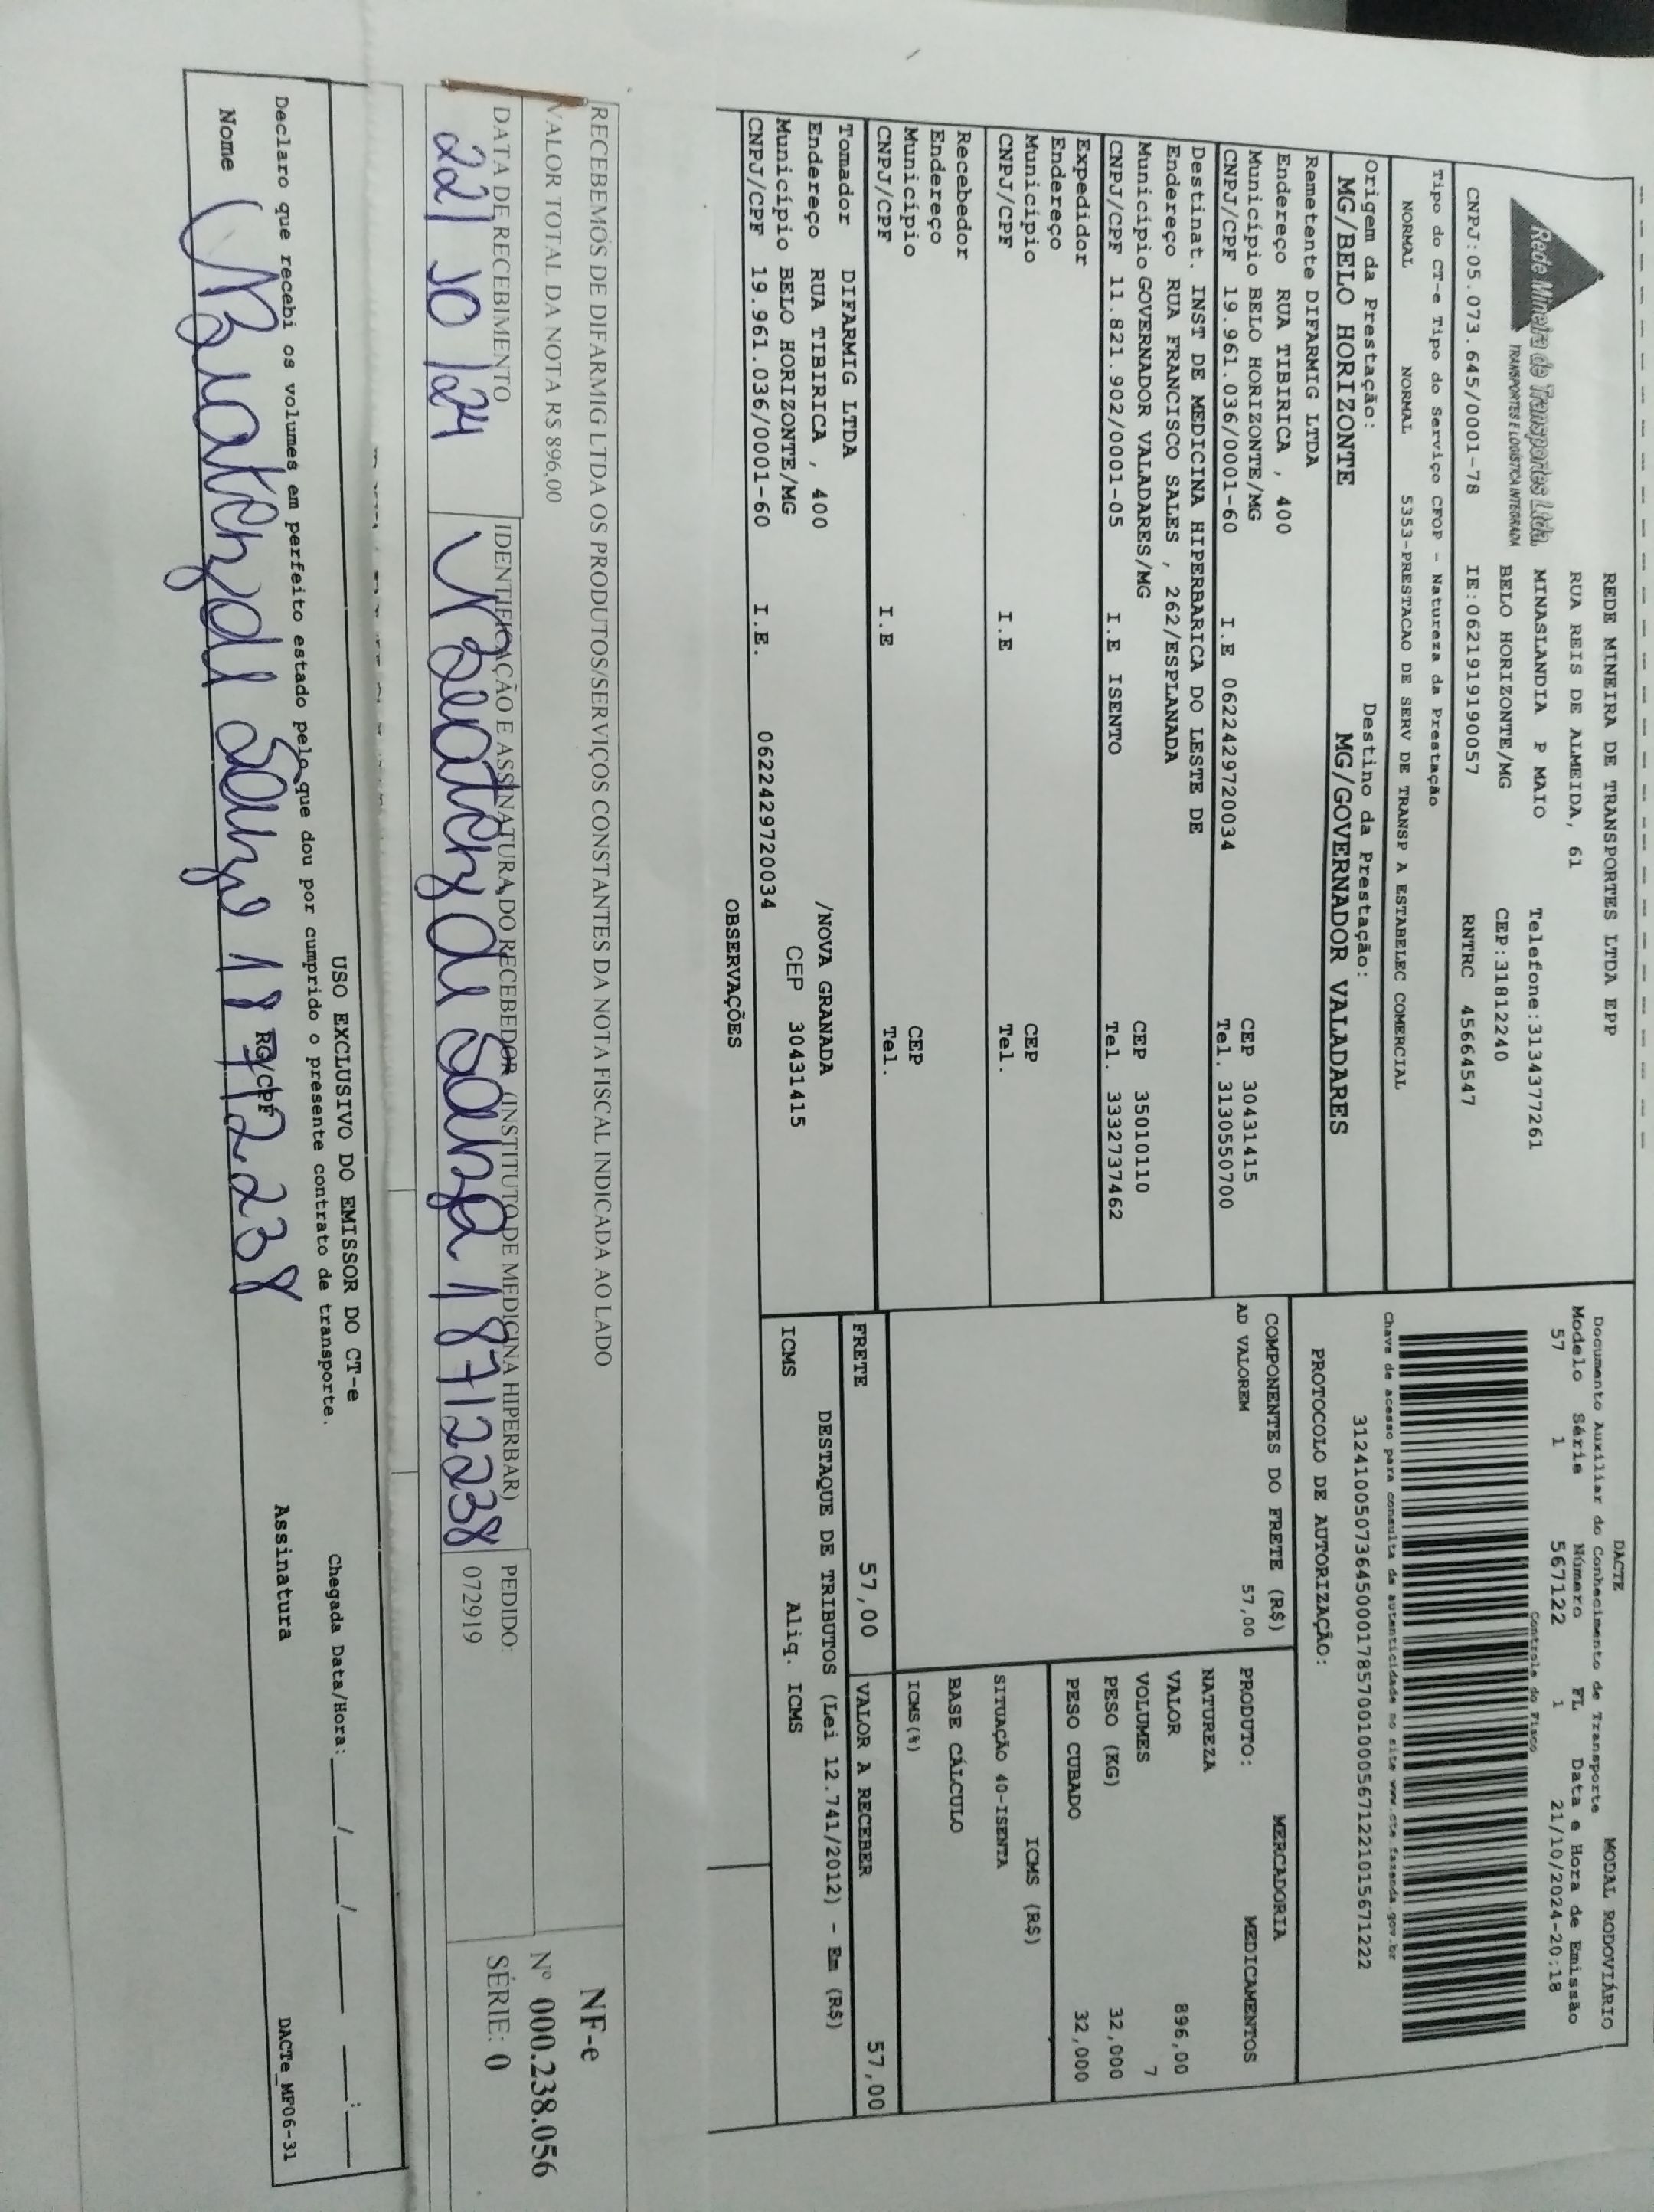 Rede Mineira de Transportes Ltda.
TRANSPORTES E LOGÍSTICA INTEGRADA
REDE MINEIRA DE TRANSPORTES LTDA EPP
RUA REIS DE ALMEIDA, 61
MINASLANDIA P MAIO Telefone:3134377261
BELO HORIZONTE/MG CEP:31812240
CNPJ:05.073.645/0001-78 IE:0621919190057 RNTRC 45664547
DACTE MODAL RODOVIÁRIO
Documento Auxiliar do Conhecimento de Transporte
Modelo Série Número FL Data e Hora de Emissão
57 1 567122 1 21/10/2024-20:18
Controle do Fisco
Chave de acesso para consulta de autenticidade no site www.cte.fazenda.gov.br
31241005073645000178570010005671221015671222
PROTOCOLO DE AUTORIZAÇÃO:
Tipo do CT-e Tipo do Serviço CFOP - Natureza da Prestação
NORMAL NORMAL 5353-PRESTACAO DE SERV DE TRANSP A ESTABELEC COMERCIAL
Origem da Prestação: Destino da Prestação:
MG/BELO HORIZONTE MG/GOVERNADOR VALADARES
Remetente DIFARMIG LTDA
Endereço RUA TIBIRICA , 400
Município BELO HORIZONTE/MG CEP 30431415
CNPJ/CPF 19.961.036/0001-60 I.E 0622429720034 Tel. 3130550700
Destinat. INST DE MEDICINA HIPERBARICA DO LESTE DE
Endereço RUA FRANCISCO SALES , 262/ESPLANADA
Município GOVERNADOR VALADARES/MG CEP 35010110
CNPJ/CPF 11.821.902/0001-05 I.E ISENTO Tel. 3332737462
Expedidor
Endereço
Município CEP
CNPJ/CPF I.E Tel.
Recebedor
Endereço
Município CEP
CNPJ/CPF I.E Tel.
Tomador DIFARMIG LTDA
Endereço RUA TIBIRICA , 400 /NOVA GRANADA
Município BELO HORIZONTE/MG CEP 30431415
CNPJ/CPF 19.961.036/0001-60 I.E. 0622429720034
OBSERVAÇÕES
COMPONENTES DO FRETE (R$)
AD VALOREM 57,00
MERCADORIA
PRODUTO: MEDICAMENTOS
NATUREZA
VALOR 896,00
VOLUMES 7
PESO (KG) 32,000
PESO CUBADO 32,000
ICMS (R$)
SITUAÇÃO 40-ISENTA
BASE CÁLCULO
ICMS(%)
FRETE 57,00 VALOR A RECEBER 57,00
DESTAQUE DE TRIBUTOS (Lei 12.741/2012) - Em (R$)
ICMS Aliq. ICMS
RECEBEMOS DE DIFARMIG LTDA OS PRODUTOS/SERVIÇOS CONSTANTES DA NOTA FISCAL INDICADA AO LADO
VALOR TOTAL DA NOTA R$ 896,00
DATA DE RECEBIMENTO IDENTIFICAÇÃO E ASSINATURA DO RECEBEDOR (INSTITUTO DE MEDICINA HIPERBAR) PEDIDO:
22/10/24 Souza 18712238 072919
NF-e
Nº 000.238.056
SÉRIE: 0
USO EXCLUSIVO DO EMISSOR DO CT-e
Declaro que recebi os volumes em perfeito estado pelo que dou por cumprido o presente contrato de transporte.
Chegada Data/Hora:____/____/____ ___:___
Nome Souza 18712238 RG/CPF Assinatura
DACTe_MF06-31